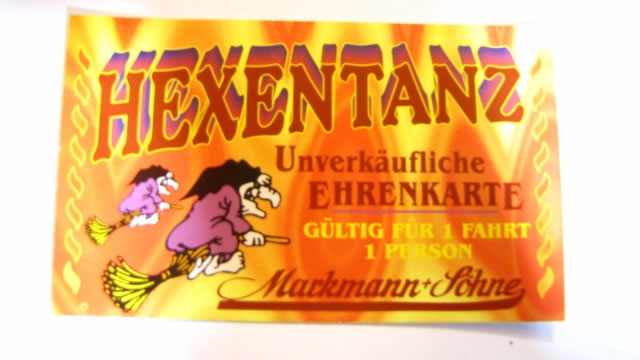 HEXENTANZ
Unverkäufliche
EHRENKARTE
GÜLTIG FÜR 1 FAHRT
1 PERSON
Markmann + Söhne